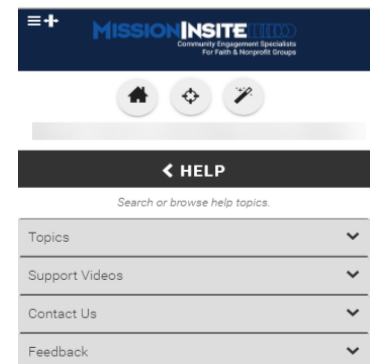 MISSIONINSITE
Community Engagement Specialists
For Faith & Nonprofit Groups
HELP
Search or browse help topics.
Topics
Support Videos
Contact Us
Feedback